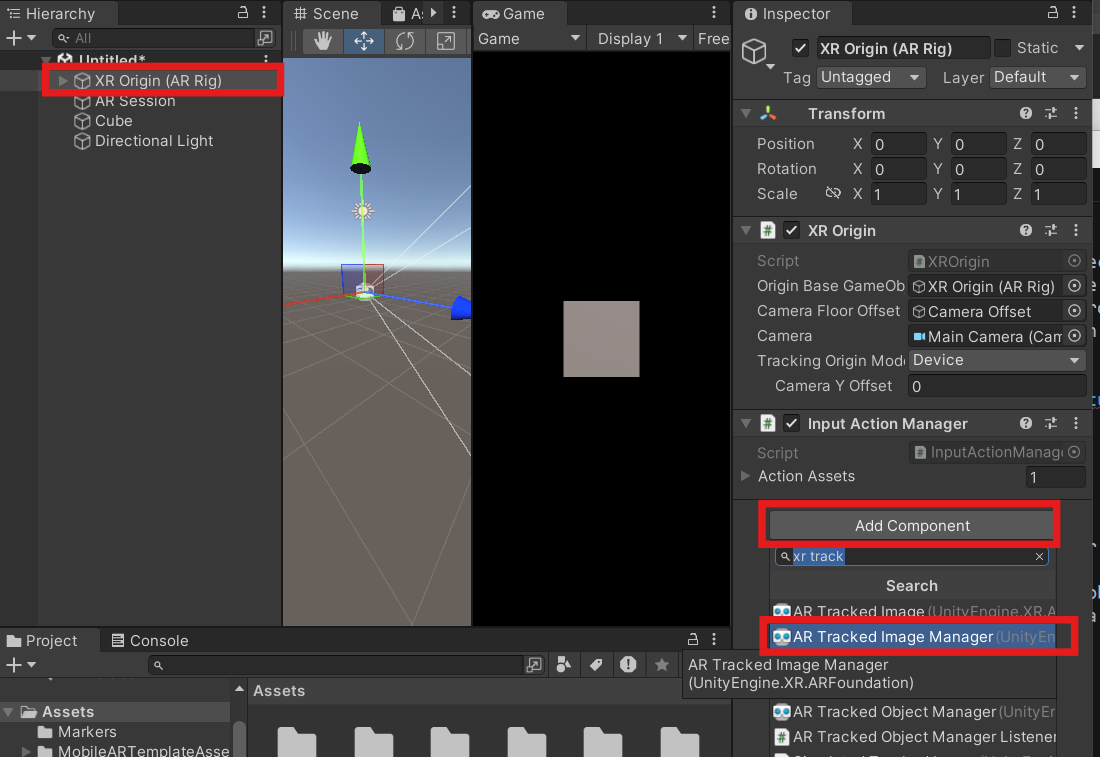 Hierarchy
All
Untitled*
XR Origin (AR Rig)
AR Session
Cube
Directional Light
Scene
Game
Game
Display 1
Free
Inspector
XR Origin (AR Rig)
Static
Tag
Untagged
Layer
Default
Transform
Position X 0 Y 0 Z 0
Rotation X 0 Y 0 Z 0
Scale X 1 Y 1 Z 1
XR Origin
Script
XROrigin
Origin Base GameOb
XR Origin (AR Rig)
Camera Floor Offset
Camera Offset
Camera
Main Camera (Cam
Tracking Origin Mode
Device
Camera Y Offset
0
Input Action Manager
Script
InputActionManag
Action Assets
1
Add Component
xr track
Search
AR Tracked Image (UnityEngine.XR.A
AR Tracked Image Manager (UnityEn
AR Tracked Image Manager
(UnityEngine.XR.ARFoundation)
AR Tracked Object Manager (UnityEr
AR Tracked Object Manager Listener
Project
Console
Assets
Assets
Markers
MobileARTemplateAsse